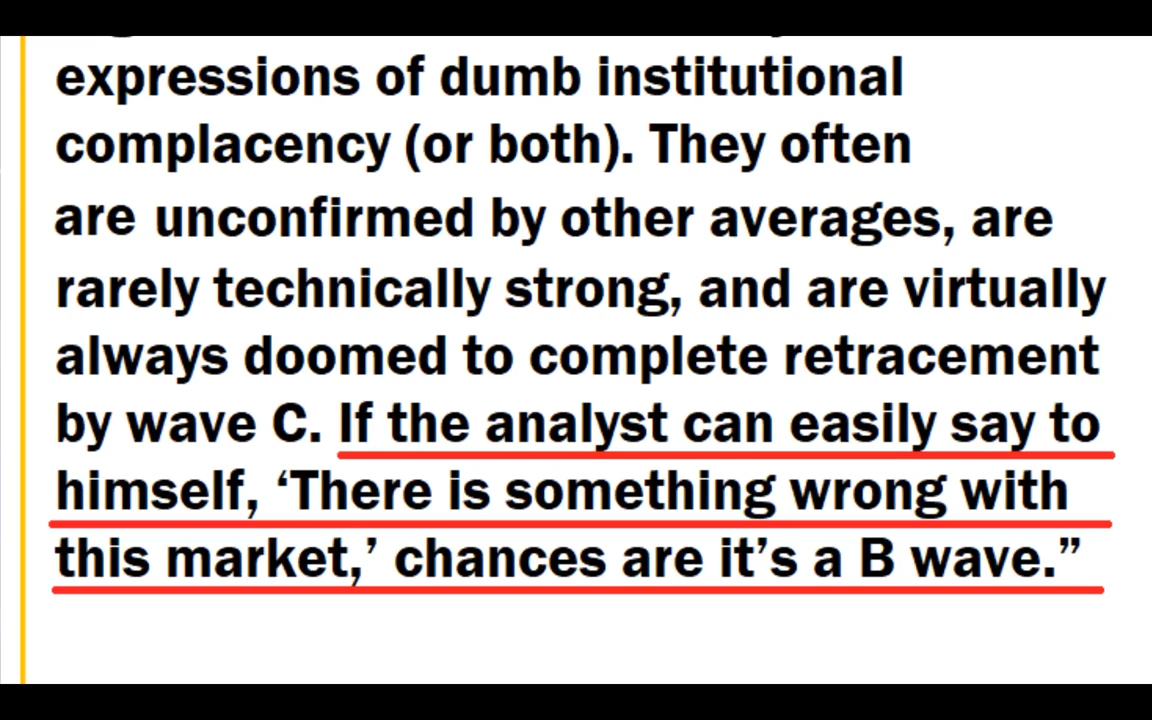 expressions of dumb institutional
complacency (or both). They often
are unconfirmed by other averages, are
rarely technically strong, and are virtually
always doomed to complete retracement
by wave C. If the analyst can easily say to
himself, ‘There is something wrong with
this market,’ chances are it’s a B wave.”